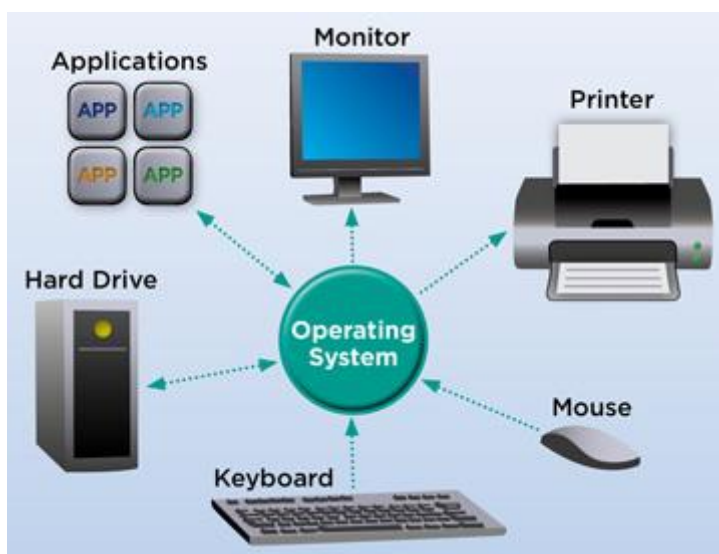 Monitor
Applications
APP APP
APP APP
Printer
Hard Drive
Operating
System
Mouse
Keyboard